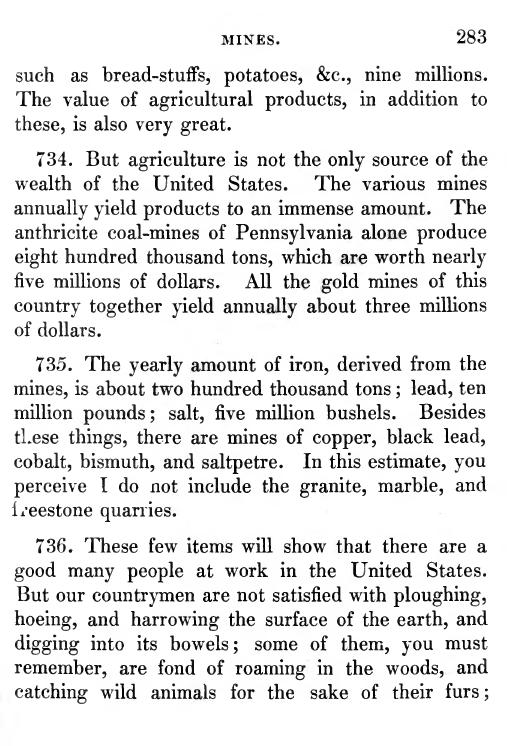 MINES. 283
such as bread-stuffs, potatoes, &c., nine millions.
The value of agricultural products, in addition to
these, is also very great.
734. But agriculture is not the only source of the
wealth of the United States. The various mines
annually yield products to an immense amount. The
anthricite coal-mines of Pennsylvania alone produce
eight hundred thousand tons, which are worth nearly
five millions of dollars. All the gold mines of this
country together yield annually about three millions
of dollars.
735. The yearly amount of iron, derived from the
mines, is about two hundred thousand tons; lead, ten
million pounds; salt, five million bushels. Besides
these things, there are mines of copper, black lead,
cobalt, bismuth, and saltpetre. In this estimate, you
perceive I do not include the granite, marble, and
freestone quarries.
736. These few items will show that there are a
good many people at work in the United States.
But our countrymen are not satisfied with ploughing,
hoeing, and harrowing the surface of the earth, and
digging into its bowels; some of them, you must
remember, are fond of roaming in the woods, and
catching wild animals for the sake of their furs;